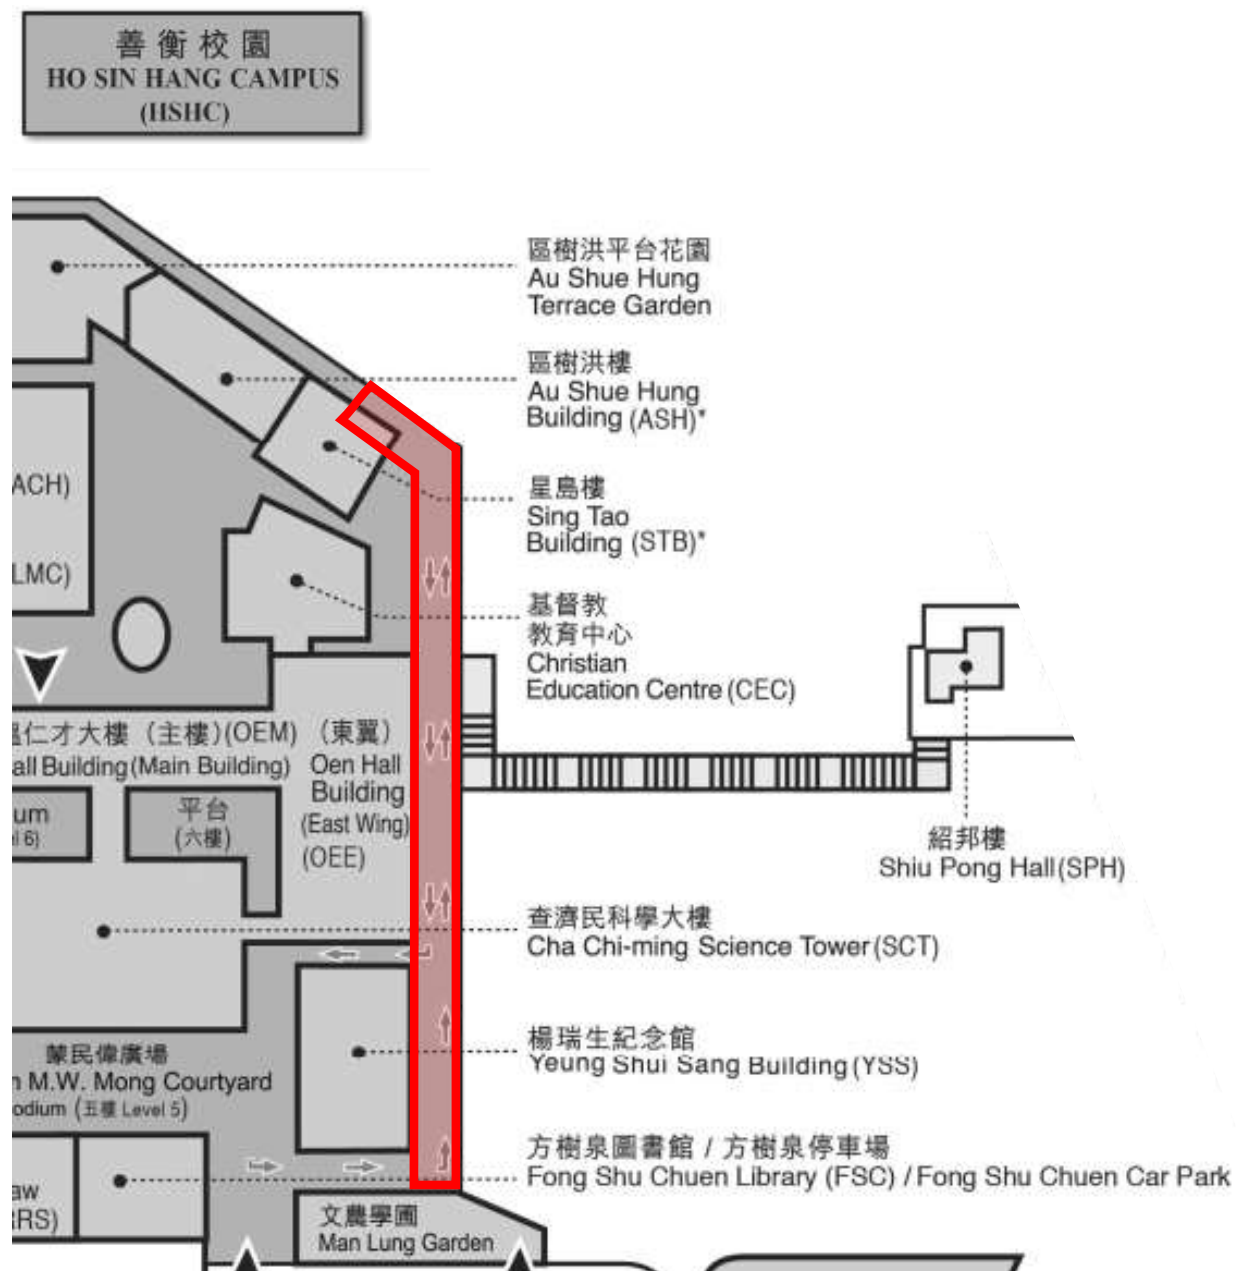 善衡校園
HO SIN HANG CAMPUS
(HSHC)
區樹洪平台花園
Au Shue Hung
Terrace Garden
區樹洪樓
Au Shue Hung
Building (ASH)*
星島樓
Sing Tao
Building (STB)*
ACH)
LMC)
基督教
教育中心
Christian
Education Centre (CEC)
仁才大樓（主樓）(OEM)
all Building (Main Building)
（東翼）
Oen Hall
Building
(East Wing)
(OEE)
um
l 6)
平台
(六樓)
紹邦樓
Shiu Pong Hall (SPH)
查濟民科學大樓
Cha Chi-ming Science Tower (SCT)
楊瑞生紀念館
Yeung Shui Sang Building (YSS)
蒙民偉廣場
n M.W. Mong Courtyard
odium (五樓 Level 5)
方樹泉圖書館 / 方樹泉停車場
Fong Shu Chuen Library (FSC) / Fong Shu Chuen Car Park
aw
RRS)
文農學圃
Man Lung Garden